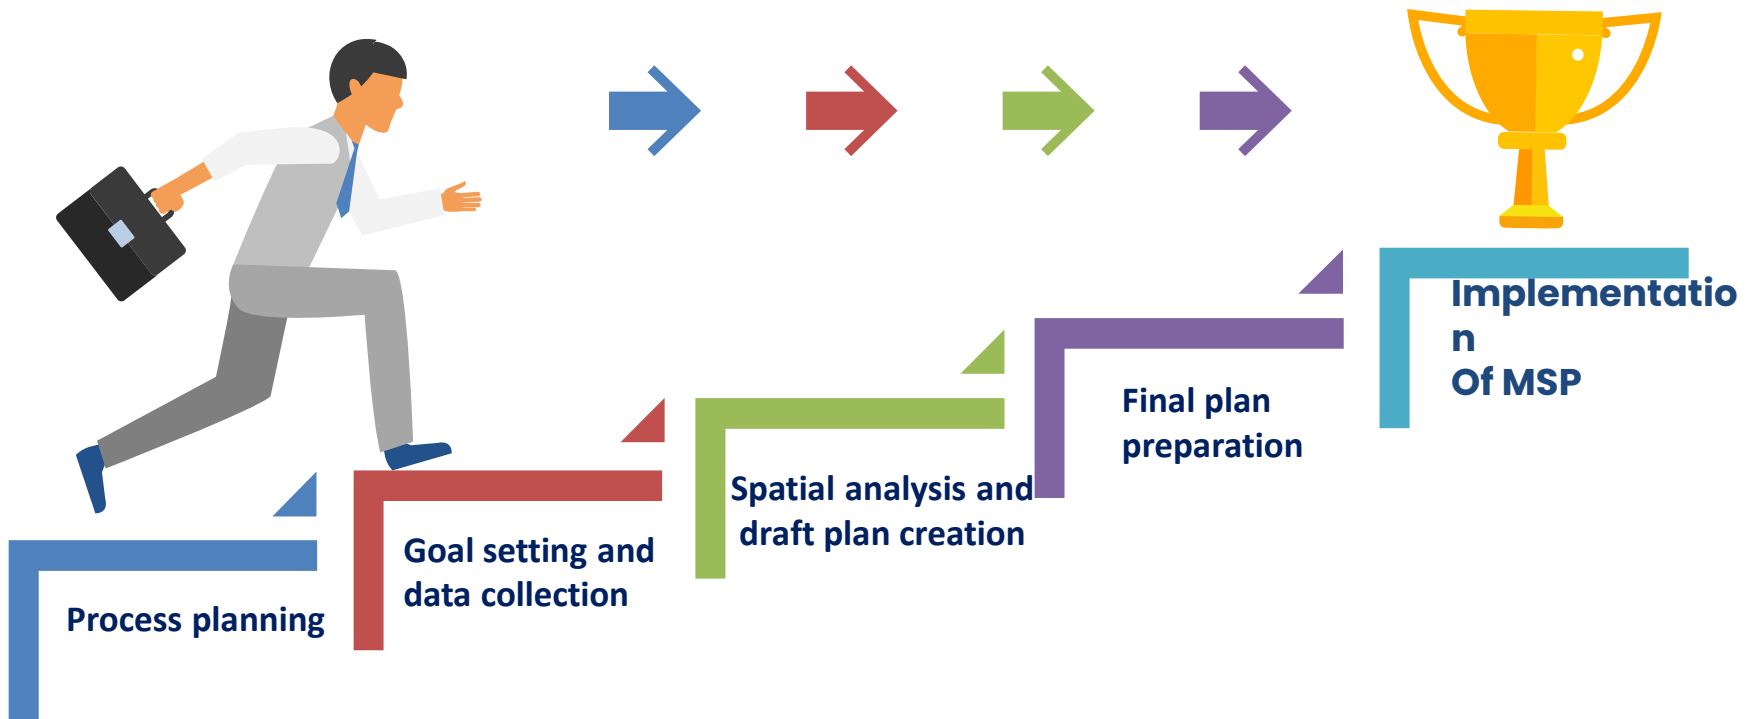 Process planning
Goal setting and
data collection
Spatial analysis and
draft plan creation
Final plan
preparation
Implementatio
n
Of MSP